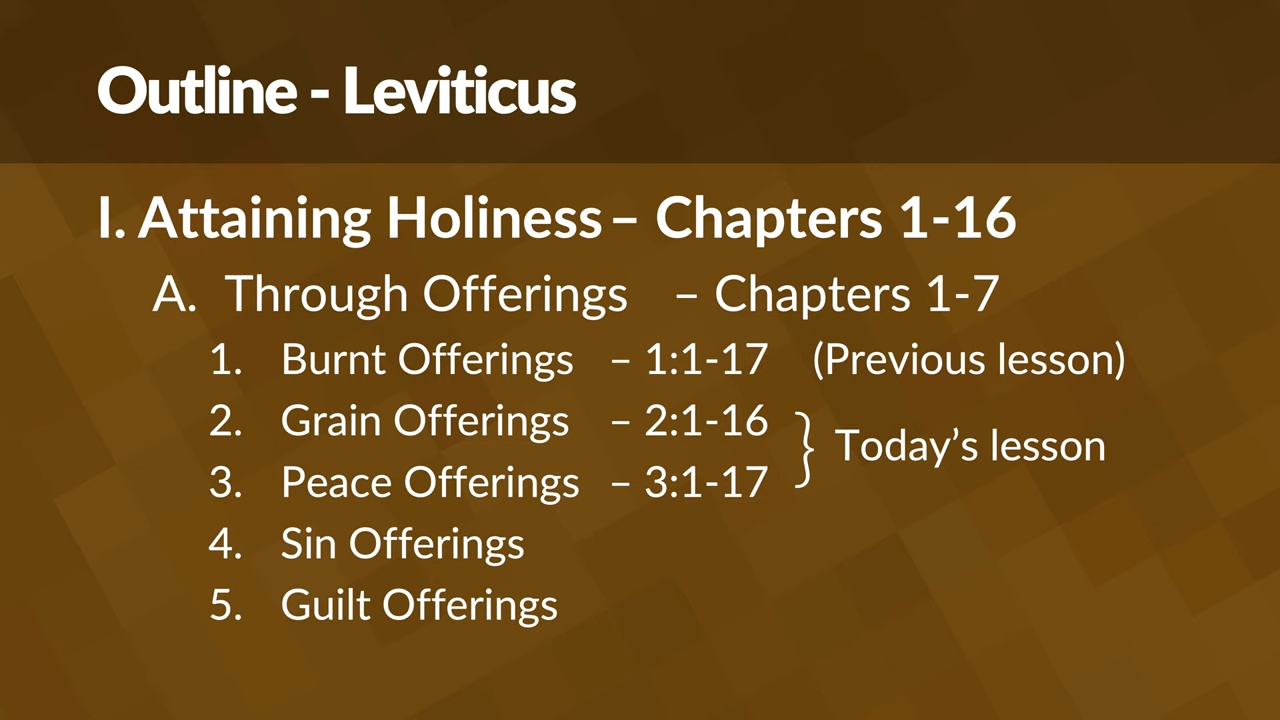 Outline - Leviticus
I. Attaining Holiness – Chapters 1-16
A. Through Offerings – Chapters 1-7
1. Burnt Offerings – 1:1-17 (Previous lesson)
2. Grain Offerings – 2:1-16
} Today’s lesson
3. Peace Offerings – 3:1-17
4. Sin Offerings
5. Guilt Offerings